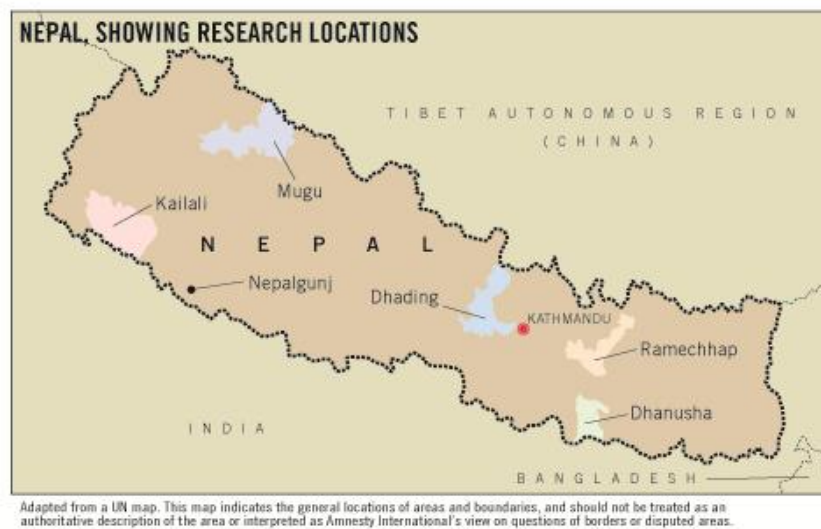 NEPAL, SHOWING RESEARCH LOCATIONS
TIBET AUTONOMOUS REGION
(CHINA)
Mugu
Kailali
NEPAL
Nepalgunj
Dhading
KATHMANDU
Ramechhap
Dhanusha
INDIA
BANGLADESH
Adapted from a UN map. This map indicates the general locations of areas and boundaries, and should not be treated as an
authoritative description of the area or interpreted as Amnesty International's view on questions of borders or disputed areas.